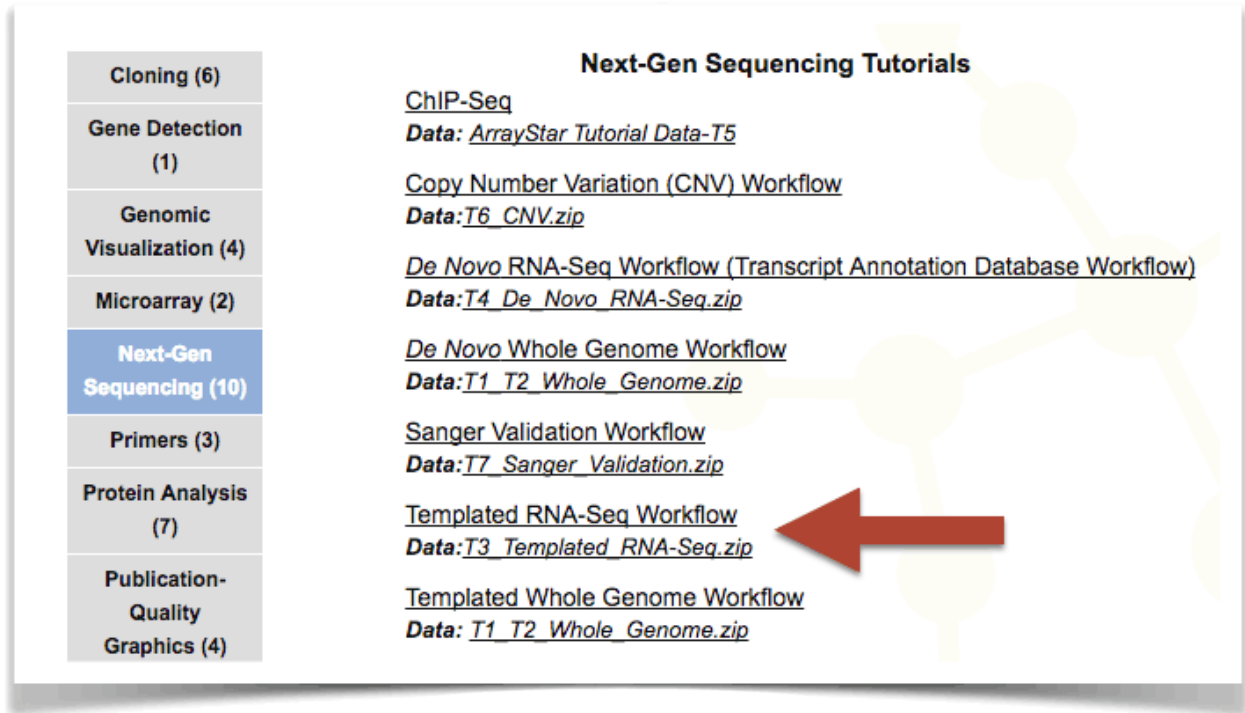 Cloning (6)
Gene Detection
(1)
Genomic
Visualization (4)
Microarray (2)
Next-Gen
Sequencing (10)
Primers (3)
Protein Analysis
(7)
Publication-
Quality
Graphics (4)
Next-Gen Sequencing Tutorials
ChIP-Seq
Data: ArrayStar Tutorial Data-T5
Copy Number Variation (CNV) Workflow
Data:T6_CNV.zip
De Novo RNA-Seq Workflow (Transcript Annotation Database Workflow)
Data:T4_De_Novo_RNA-Seq.zip
De Novo Whole Genome Workflow
Data:T1_T2_Whole_Genome.zip
Sanger Validation Workflow
Data:T7_Sanger_Validation.zip
Templated RNA-Seq Workflow
Data:T3_Templated_RNA-Seq.zip
Templated Whole Genome Workflow
Data: T1_T2_Whole_Genome.zip